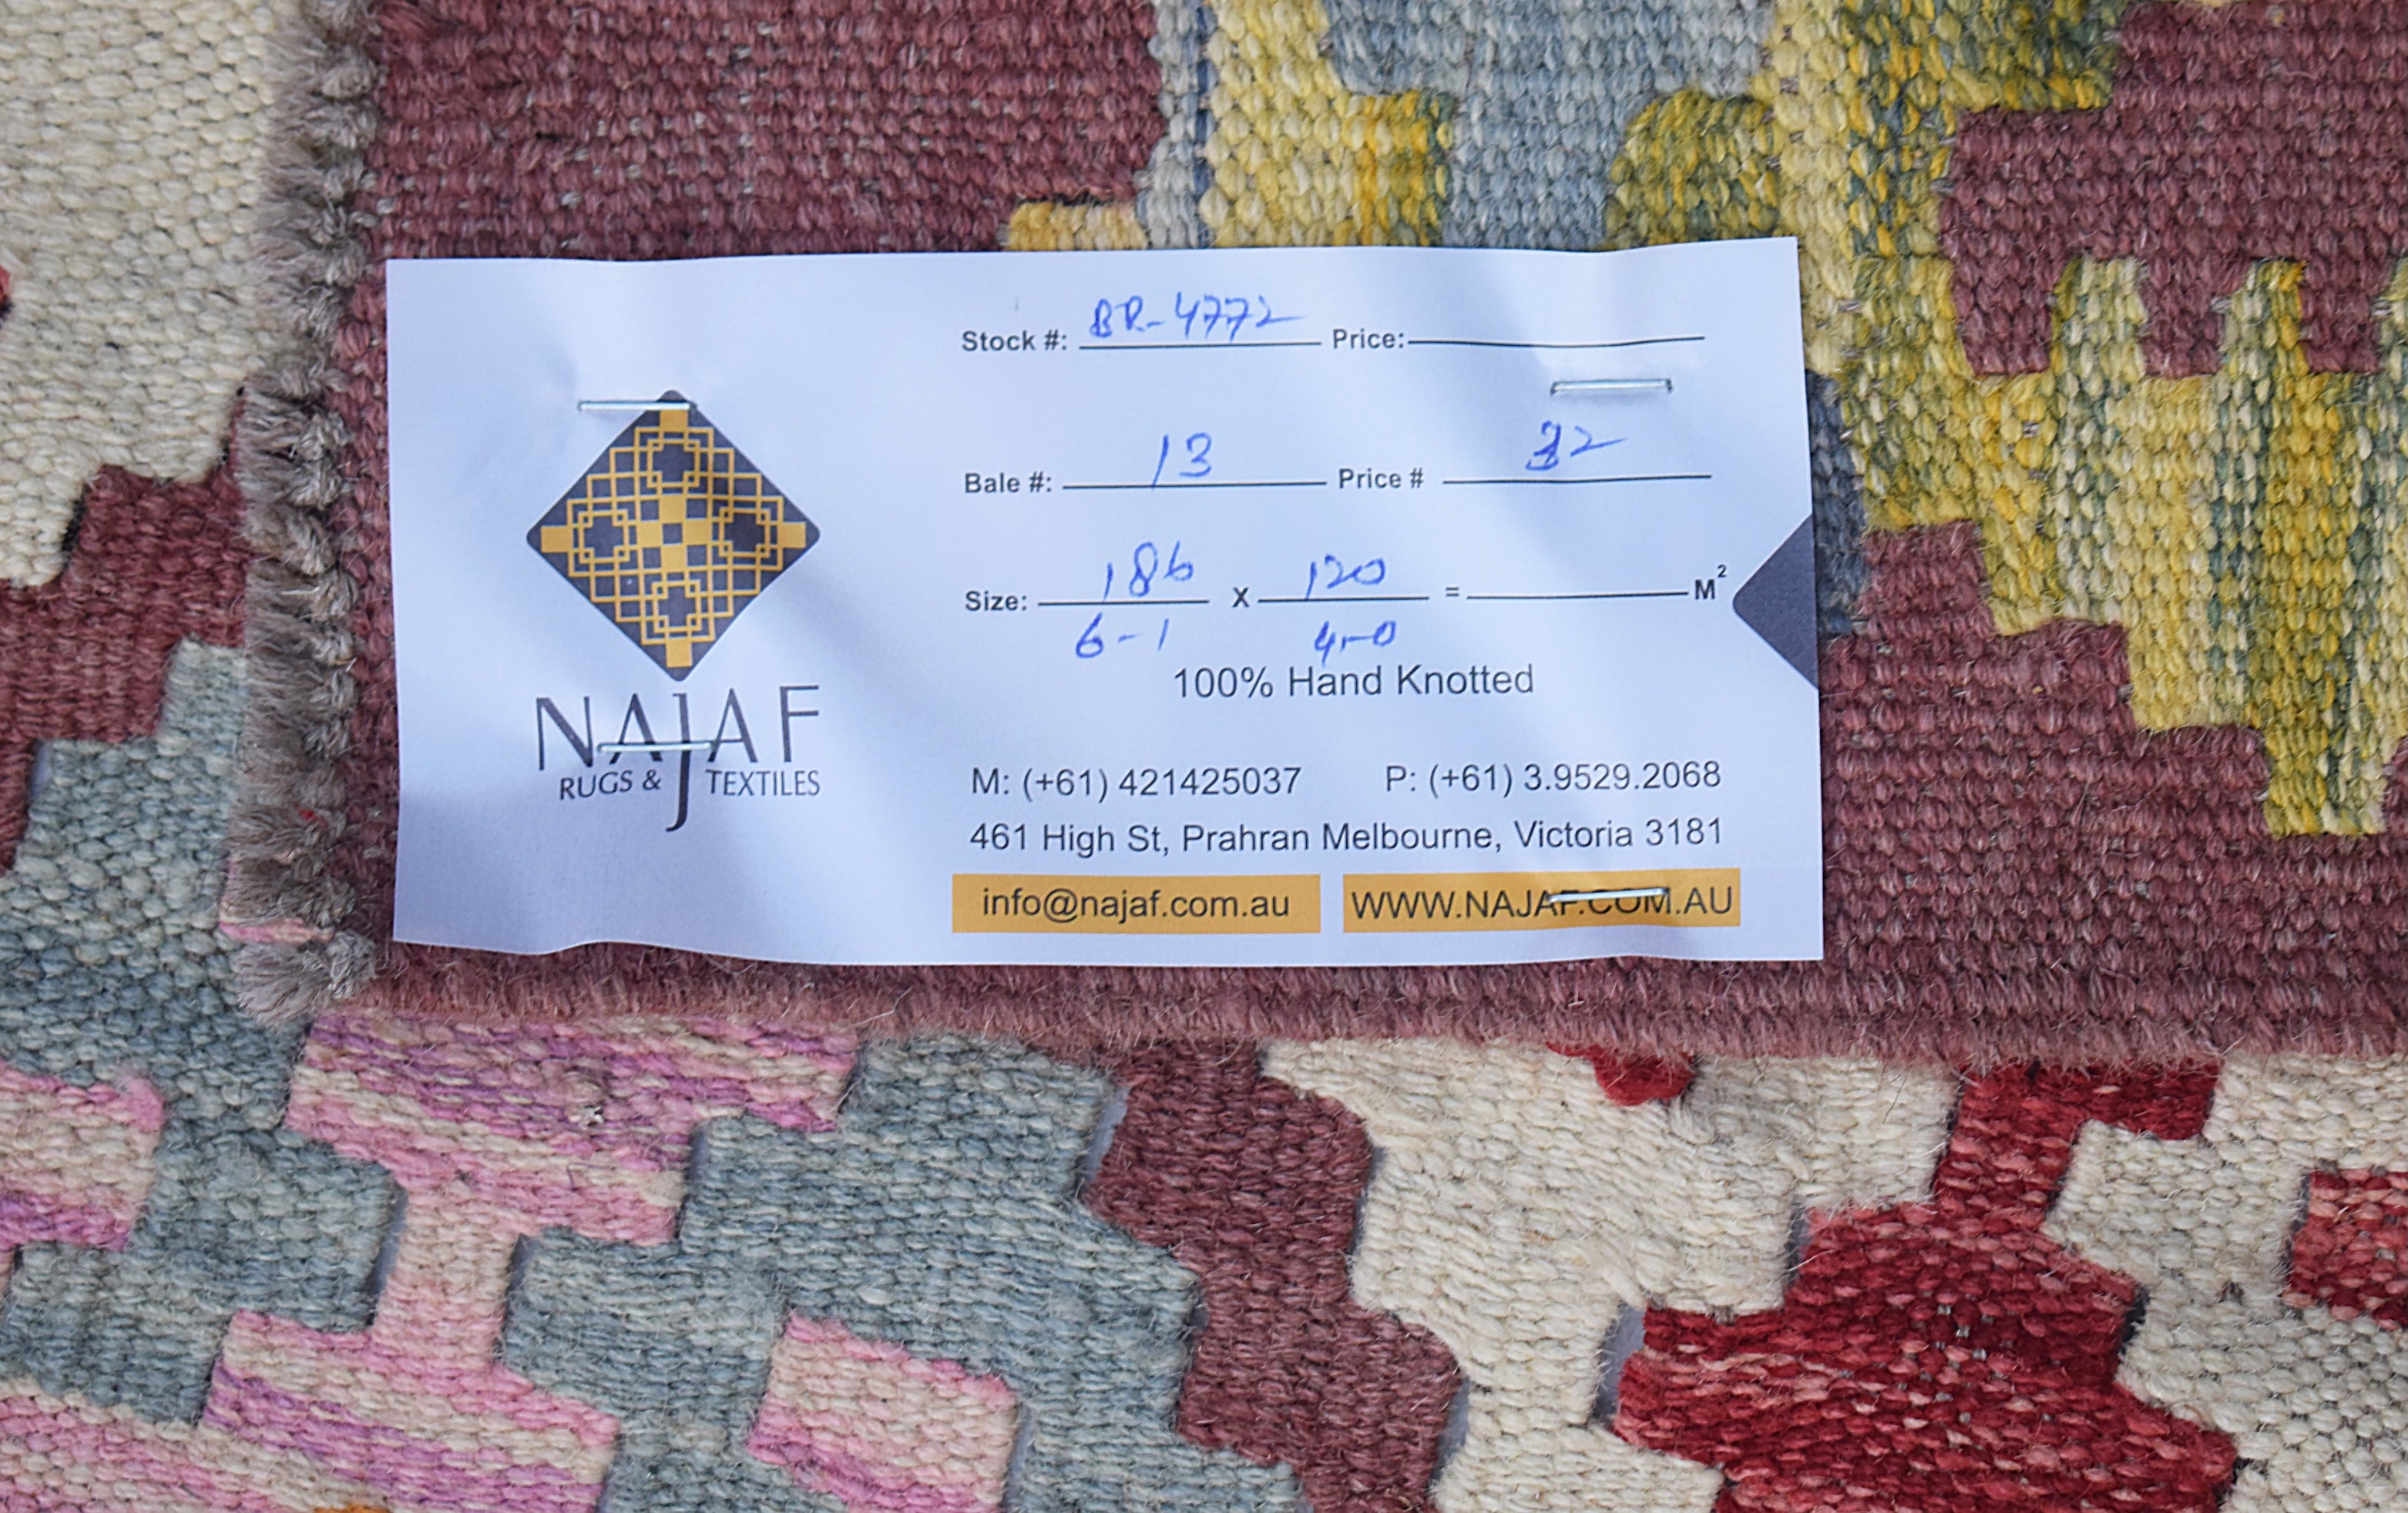 Stock #: BR-4772 Price:
Bale #: 13 Price # 32
Size: 186 X 120 = M²
6-1 4-0
100% Hand Knotted
NAJAF
RUGS & TEXTILES
M: (+61) 421425037 P: (+61) 3.9529.2068
461 High St, Prahran Melbourne, Victoria 3181
info@najaf.com.au WWW.NAJAF.COM.AU